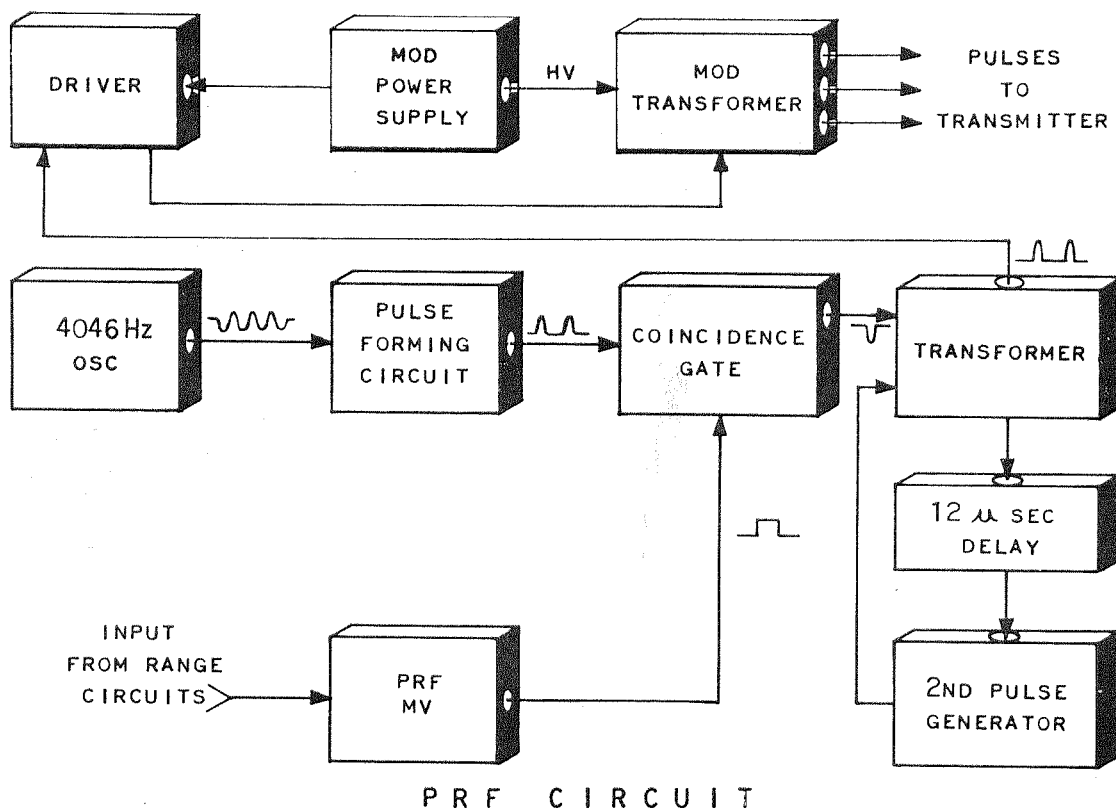 DRIVER
MOD
POWER
SUPPLY
HV
MOD
TRANSFORMER
PULSES
TO
TRANSMITTER
4046Hz
OSC
PULSE
FORMING
CIRCUIT
COINCIDENCE
GATE
TRANSFORMER
12 μ SEC
DELAY
INPUT
FROM RANGE
CIRCUITS
PRF
MV
2ND PULSE
GENERATOR
PRF CIRCUIT